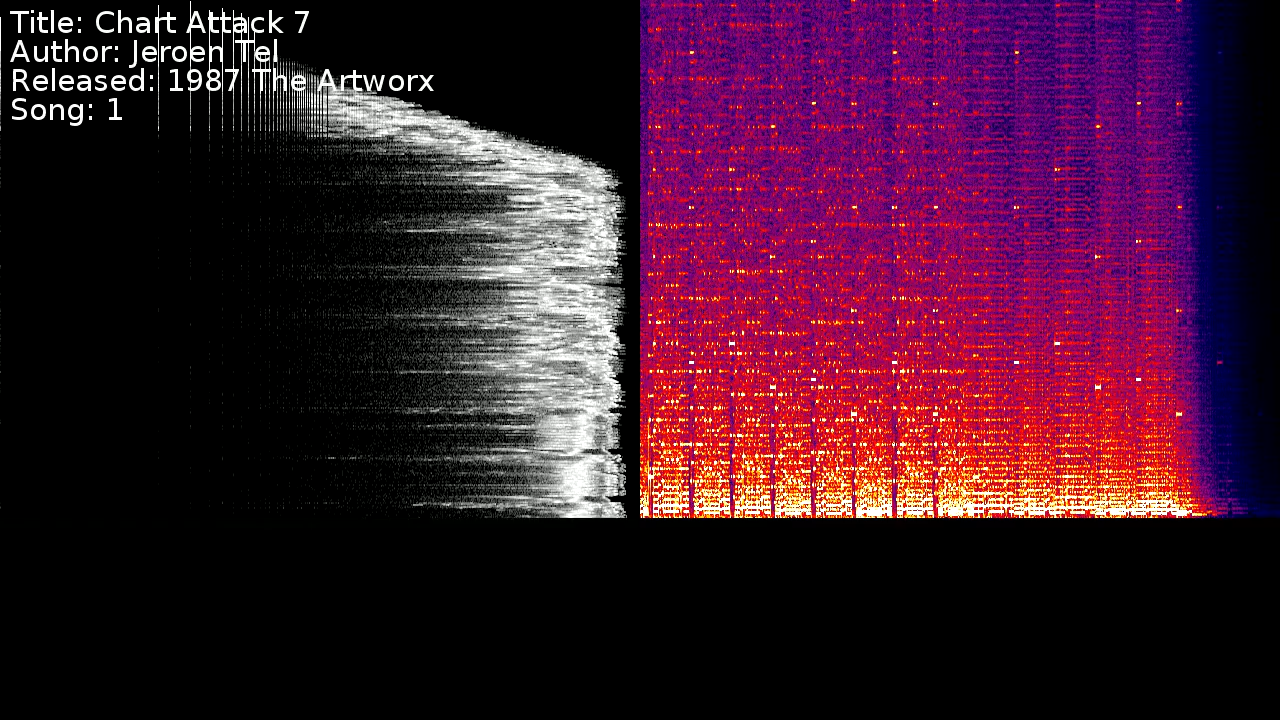 Title: Chart Attack 7
Author: Jeroen Tel
Released: 1987 The Artworx
Song: 1